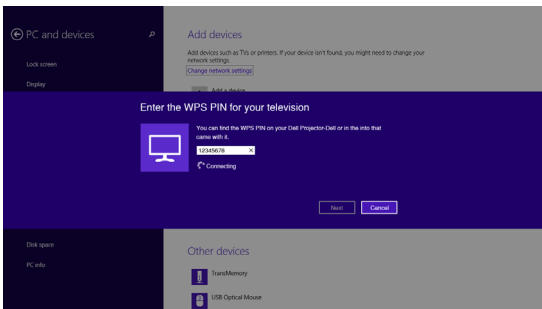 PC and devices
Lock screen
Display
Add devices
Add devices such as TVs or printers. If your device isn't found, you might need to change your
network settings.
Change network settings
Add a device
Enter the WPS PIN for your television
You can find the WPS PIN on your Dell Projector-Dell or in the into that
came with it.
12345678 ×
Connecting
Next Cancel
Disk space
PC info
Other devices
TransMemory
USB Optical Mouse